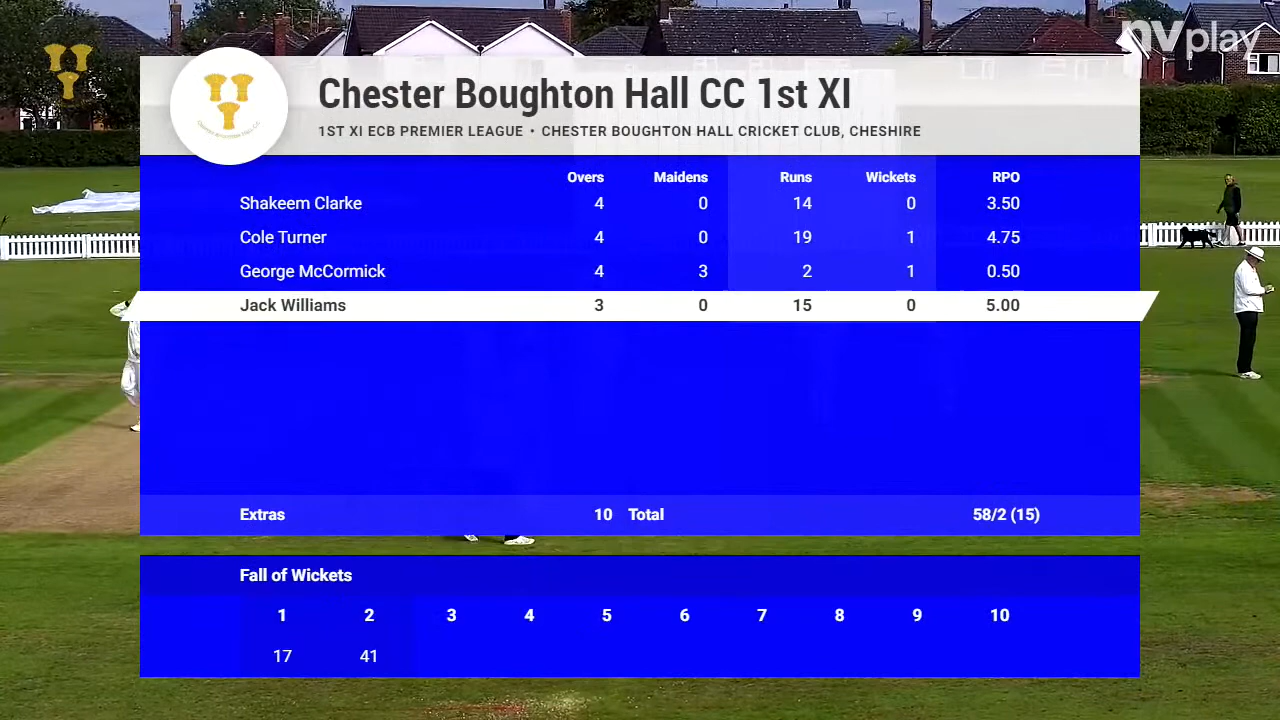 nvplay
Chester Boughton Hall CC 1st XI
1ST XI ECB PREMIER LEAGUE • CHESTER BOUGHTON HALL CRICKET CLUB, CHESHIRE
Overs Maidens Runs Wickets RPO
Shakeem Clarke 4 0 14 0 3.50
Cole Turner 4 0 19 1 4.75
George McCormick 4 3 2 1 0.50
Jack Williams 3 0 15 0 5.00
Extras 10 Total 58/2 (15)
Fall of Wickets
1 2 3 4 5 6 7 8 9 10
17 41